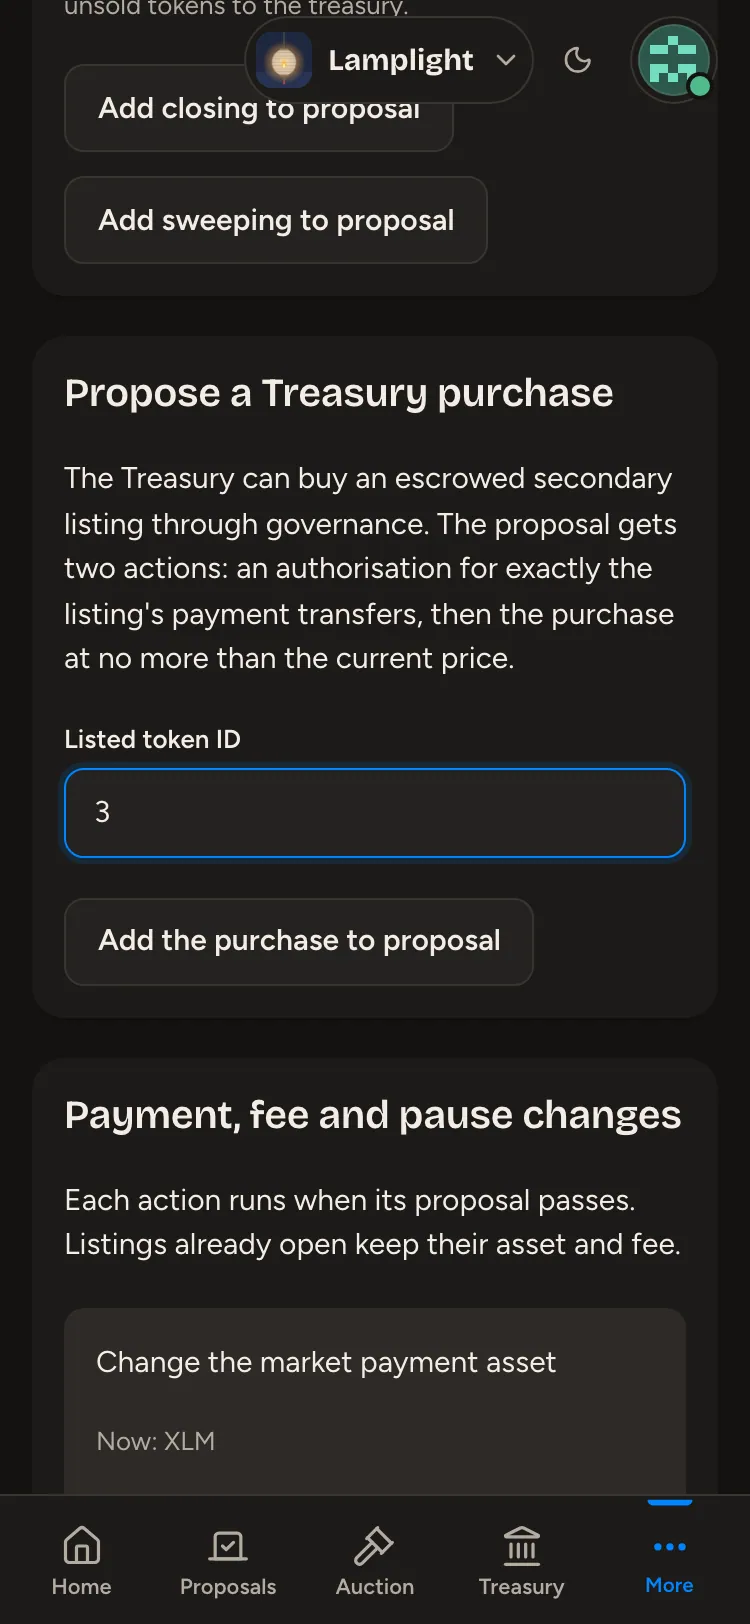 unsold tokens to the treasury.
Lamplight
Add closing to proposal
Add sweeping to proposal
Propose a Treasury purchase
The Treasury can buy an escrowed secondary
listing through governance. The proposal gets
two actions: an authorisation for exactly the
listing's payment transfers, then the purchase
at no more than the current price.
Listed token ID
3
Add the purchase to proposal
Payment, fee and pause changes
Each action runs when its proposal passes.
Listings already open keep their asset and fee.
Change the market payment asset
Now: XLM
Home
Proposals
Auction
Treasury
More